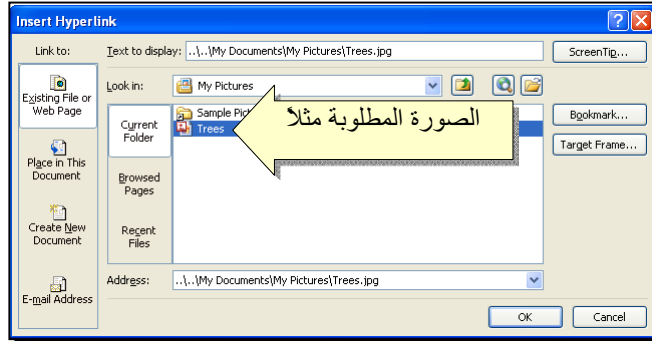 Insert Hyperlink
Link to:
Text to display: ..\..\My Documents\My Pictures\Trees.jpg
ScreenTip...
Existing File or
Web Page
Look in:
My Pictures
Current
Folder
Sample Pic
Trees
الصورة المطلوبة مثلاً
Bookmark...
Target Frame...
Place in This
Document
Browsed
Pages
Create New
Document
Recent
Files
E-mail Address
Address:
..\..\My Documents\My Pictures\Trees.jpg
OK
Cancel